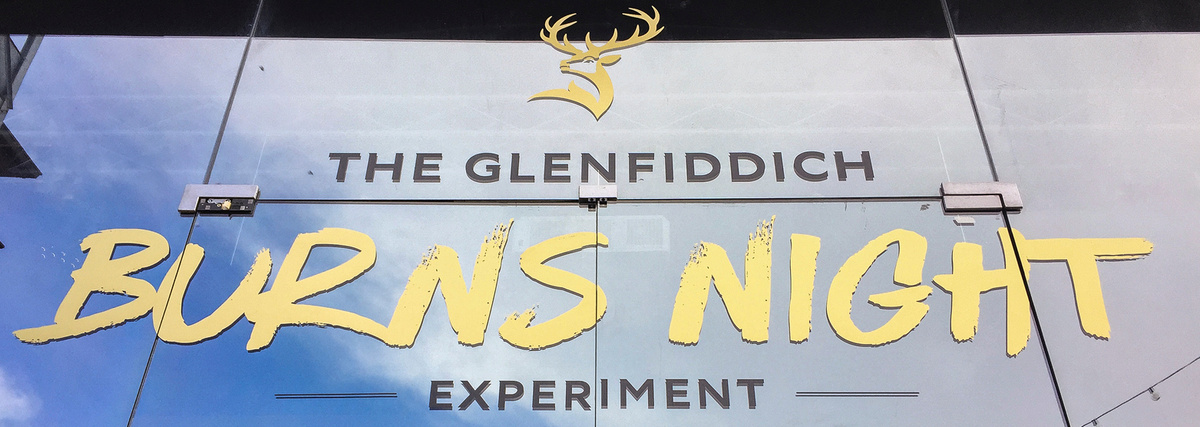 THE GLENFIDDICH
BURNS NIGHT
EXPERIMENT